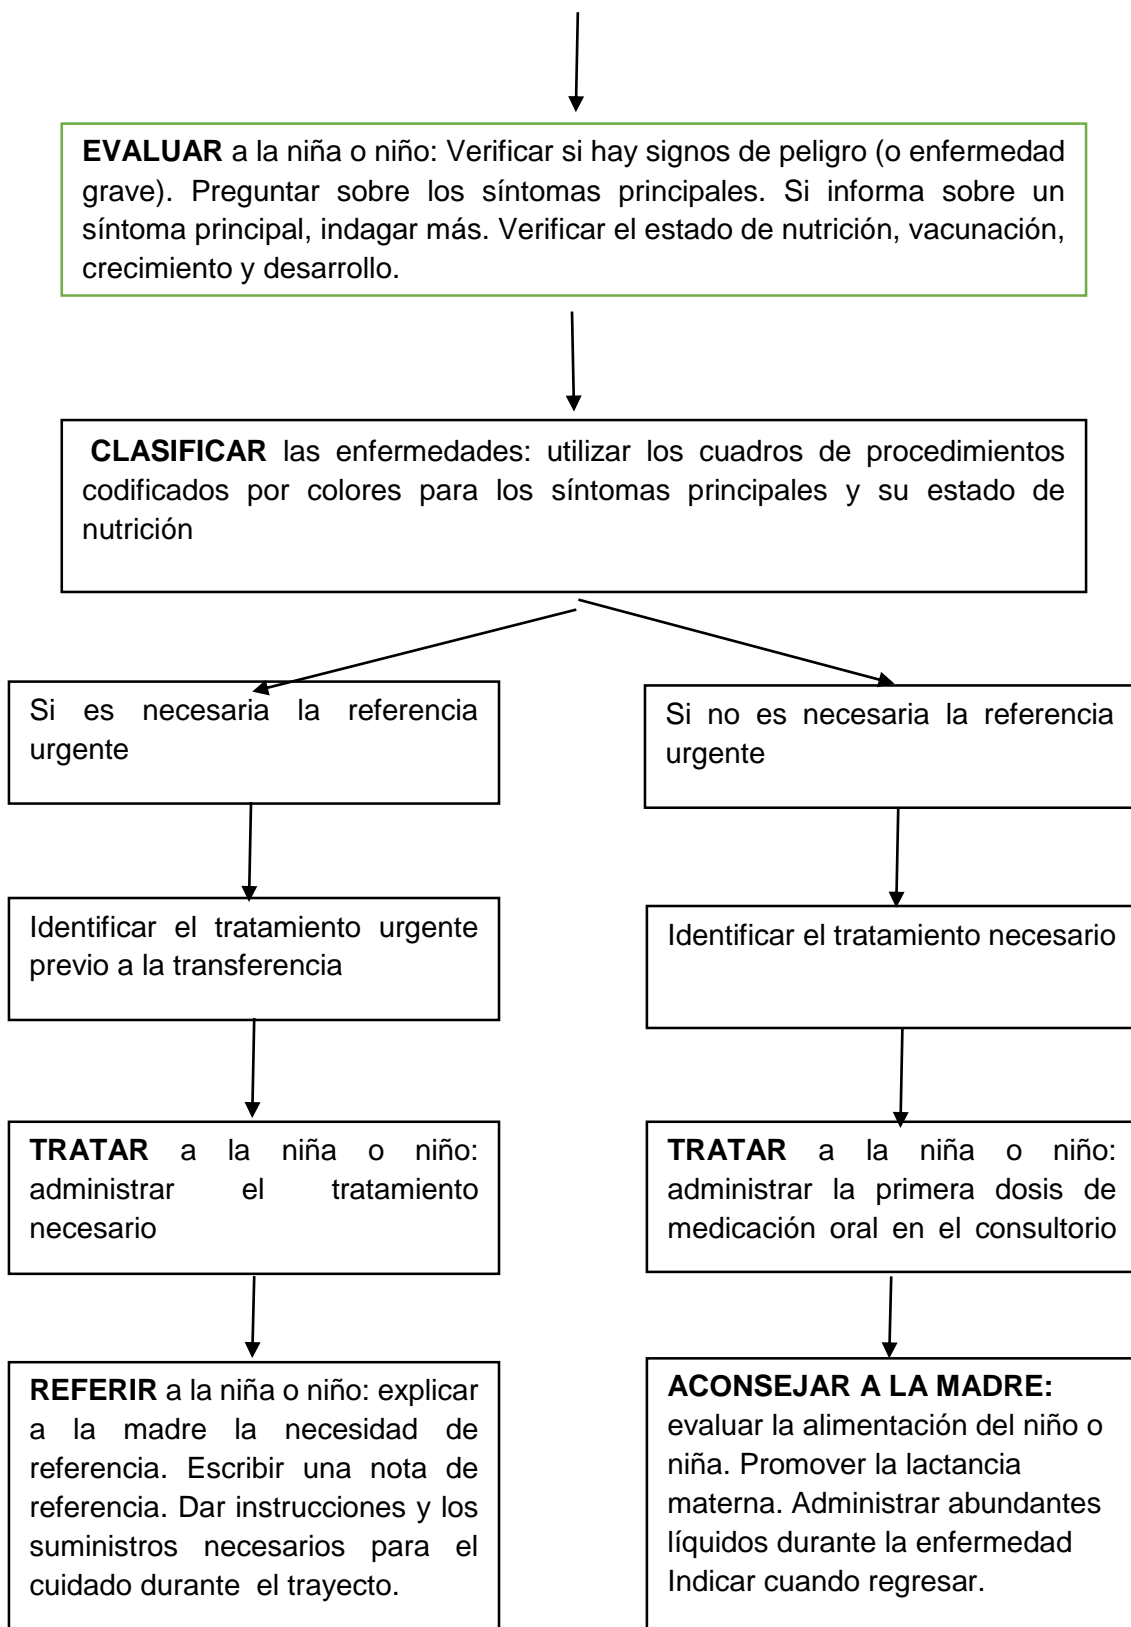 EVALUAR a la niña o niño: Verificar si hay signos de peligro (o enfermedad
grave). Preguntar sobre los síntomas principales. Si informa sobre un
síntoma principal, indagar más. Verificar el estado de nutrición, vacunación,
crecimiento y desarrollo.
CLASIFICAR las enfermedades: utilizar los cuadros de procedimientos
codificados por colores para los síntomas principales y su estado de
nutrición
Si es necesaria la referencia
urgente
Identificar el tratamiento urgente
previo a la transferencia
TRATAR a la niña o niño:
administrar el tratamiento
necesario
REFERIR a la niña o niño: explicar
a la madre la necesidad de
referencia. Escribir una nota de
referencia. Dar instrucciones y los
suministros necesarios para el
cuidado durante el trayecto.
Si no es necesaria la referencia
urgente
Identificar el tratamiento necesario
TRATAR a la niña o niño:
administrar la primera dosis de
medicación oral en el consultorio
ACONSEJAR A LA MADRE:
evaluar la alimentación del niño o
niña. Promover la lactancia
materna. Administrar abundantes
líquidos durante la enfermedad
Indicar cuando regresar.